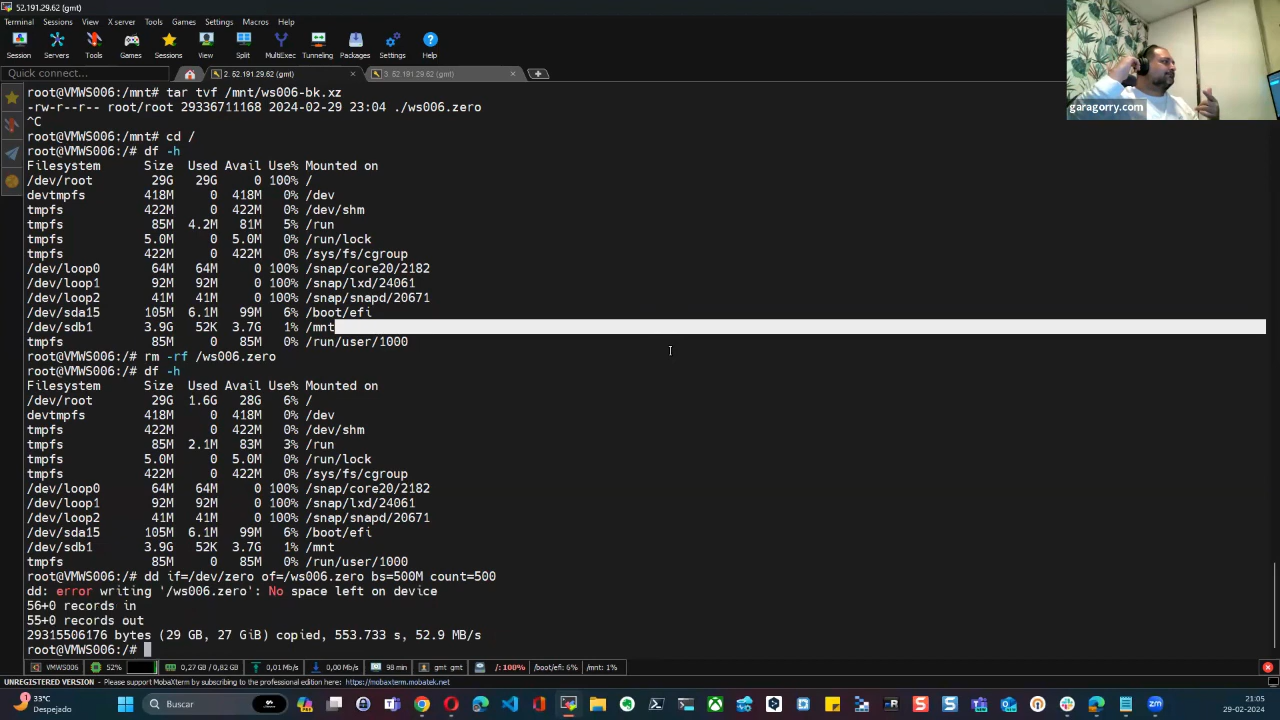 52.191.29.62 (gmt)
Terminal Sessions View X server Tools Games Settings Macros Help
Session Servers Tools Games Sessions View Split MultiExec Tunneling Packages Settings Help
Quick connect...
2. 52.191.29.62 (gmt)
3. 52.191.29.62 (gmt)
garagorry.com
root@VMWS006:/mnt# tar tvf /mnt/ws006-bk.xz
-rw-r--r-- root/root 29336711168 2024-02-29 23:04 ./ws006.zero
^C
root@VMWS006:/mnt# cd /
root@VMWS006:/# df -h
Filesystem Size Used Avail Use% Mounted on
/dev/root 29G 29G 0 100% /
devtmpfs 418M 0 418M 0% /dev
tmpfs 422M 0 422M 0% /dev/shm
tmpfs 85M 4.2M 81M 5% /run
tmpfs 5.0M 0 5.0M 0% /run/lock
tmpfs 422M 0 422M 0% /sys/fs/cgroup
/dev/loop0 64M 64M 0 100% /snap/core20/2182
/dev/loop1 92M 92M 0 100% /snap/lxd/24061
/dev/loop2 41M 41M 0 100% /snap/snapd/20671
/dev/sda15 105M 6.1M 99M 6% /boot/efi
/dev/sdb1 3.9G 52K 3.7G 1% /mnt
tmpfs 85M 0 85M 0% /run/user/1000
root@VMWS006:/# rm -rf /ws006.zero
root@VMWS006:/# df -h
Filesystem Size Used Avail Use% Mounted on
/dev/root 29G 1.6G 28G 6% /
devtmpfs 418M 0 418M 0% /dev
tmpfs 422M 0 422M 0% /dev/shm
tmpfs 85M 2.1M 83M 3% /run
tmpfs 5.0M 0 5.0M 0% /run/lock
tmpfs 422M 0 422M 0% /sys/fs/cgroup
/dev/loop0 64M 64M 0 100% /snap/core20/2182
/dev/loop1 92M 92M 0 100% /snap/lxd/24061
/dev/loop2 41M 41M 0 100% /snap/snapd/20671
/dev/sda15 105M 6.1M 99M 6% /boot/efi
/dev/sdb1 3.9G 52K 3.7G 1% /mnt
tmpfs 85M 0 85M 0% /run/user/1000
root@VMWS006:/# dd if=/dev/zero of=/ws006.zero bs=500M count=500
dd: error writing '/ws006.zero': No space left on device
56+0 records in
55+0 records out
29315506176 bytes (29 GB, 27 GiB) copied, 553.733 s, 52.9 MB/s
root@VMWS006:/#
VMWS006 52% 0,27 GB / 0,82 GB 0,01 Mb/s 0,00 Mb/s 98 min gmt gmt /: 100% /boot/efi: 6% /mnt: 1%
UNREGISTERED VERSION - Please support MobaXterm by subscribing to the professional edition here: https://mobaxterm.mobatek.net
33°C
Despejado
Buscar
21:05
29-02-2024